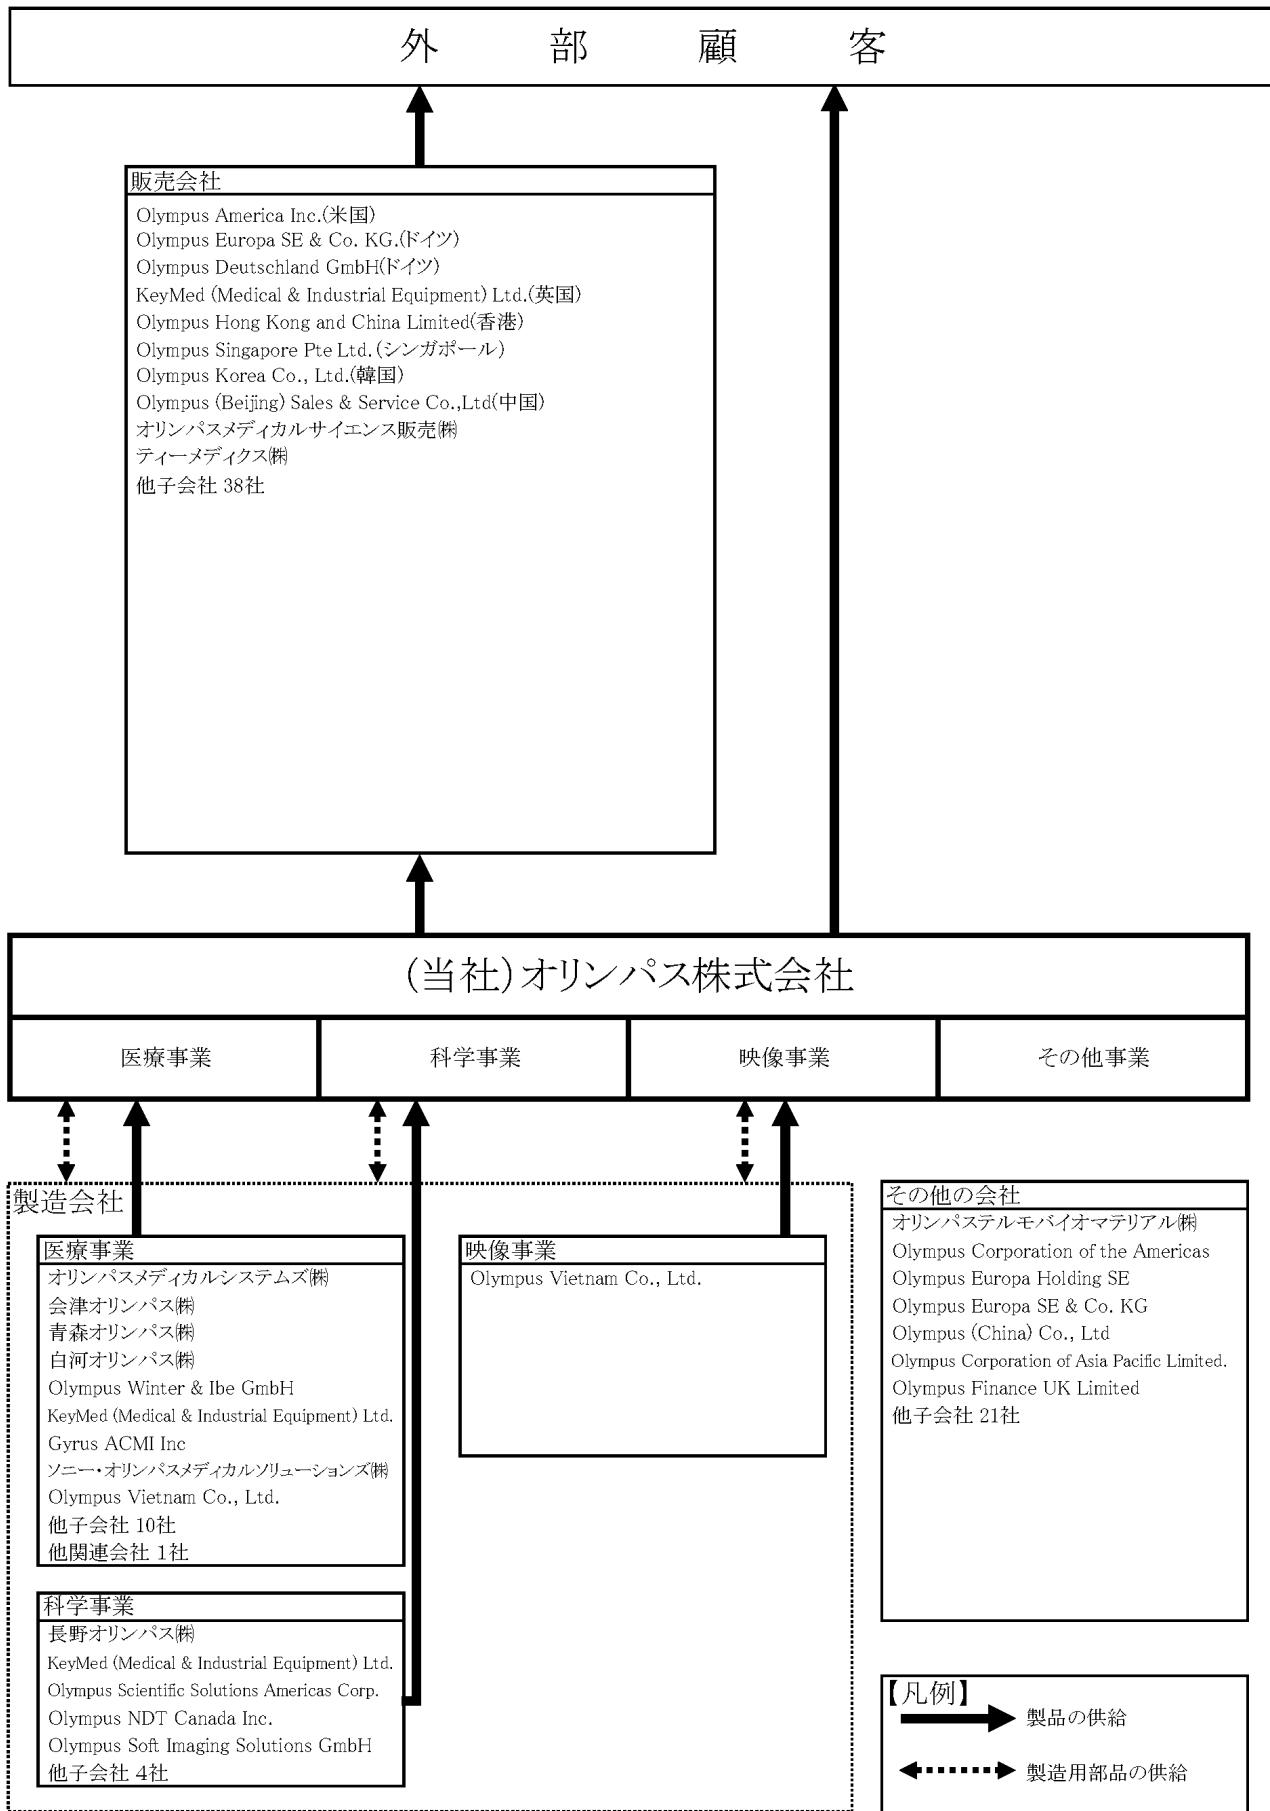 外部顧客
販売会社
Olympus America Inc.(米国)
Olympus Europa SE & Co. KG.(ドイツ)
Olympus Deutschland GmbH(ドイツ)
KeyMed (Medical & Industrial Equipment) Ltd.(英国)
Olympus Hong Kong and China Limited(香港)
Olympus Singapore Pte Ltd.(シンガポール)
Olympus Korea Co., Ltd.(韓国)
Olympus (Beijing) Sales & Service Co.,Ltd(中国)
オリンパスメディカルサイエンス販売㈱
ティーメディクス㈱
他子会社 38社
(当社)オリンパス株式会社
医療事業
科学事業
映像事業
その他事業
製造会社
医療事業
オリンパスメディカルシステムズ㈱
会津オリンパス㈱
青森オリンパス㈱
白河オリンパス㈱
Olympus Winter & Ibe GmbH
KeyMed (Medical & Industrial Equipment) Ltd.
Gyrus ACMI Inc
ソニー・オリンパスメディカルソリューションズ㈱
Olympus Vietnam Co., Ltd.
他子会社 10社
他関連会社 1社
科学事業
長野オリンパス㈱
KeyMed (Medical & Industrial Equipment) Ltd.
Olympus Scientific Solutions Americas Corp.
Olympus NDT Canada Inc.
Olympus Soft Imaging Solutions GmbH
他子会社 4社
映像事業
Olympus Vietnam Co., Ltd.
その他の会社
オリンパステルモバイオマテリアル㈱
Olympus Corporation of the Americas
Olympus Europa Holding SE
Olympus Europa SE & Co. KG
Olympus (China) Co., Ltd
Olympus Corporation of Asia Pacific Limited.
Olympus Finance UK Limited
他子会社 21社
【凡例】
製品の供給
製造用部品の供給